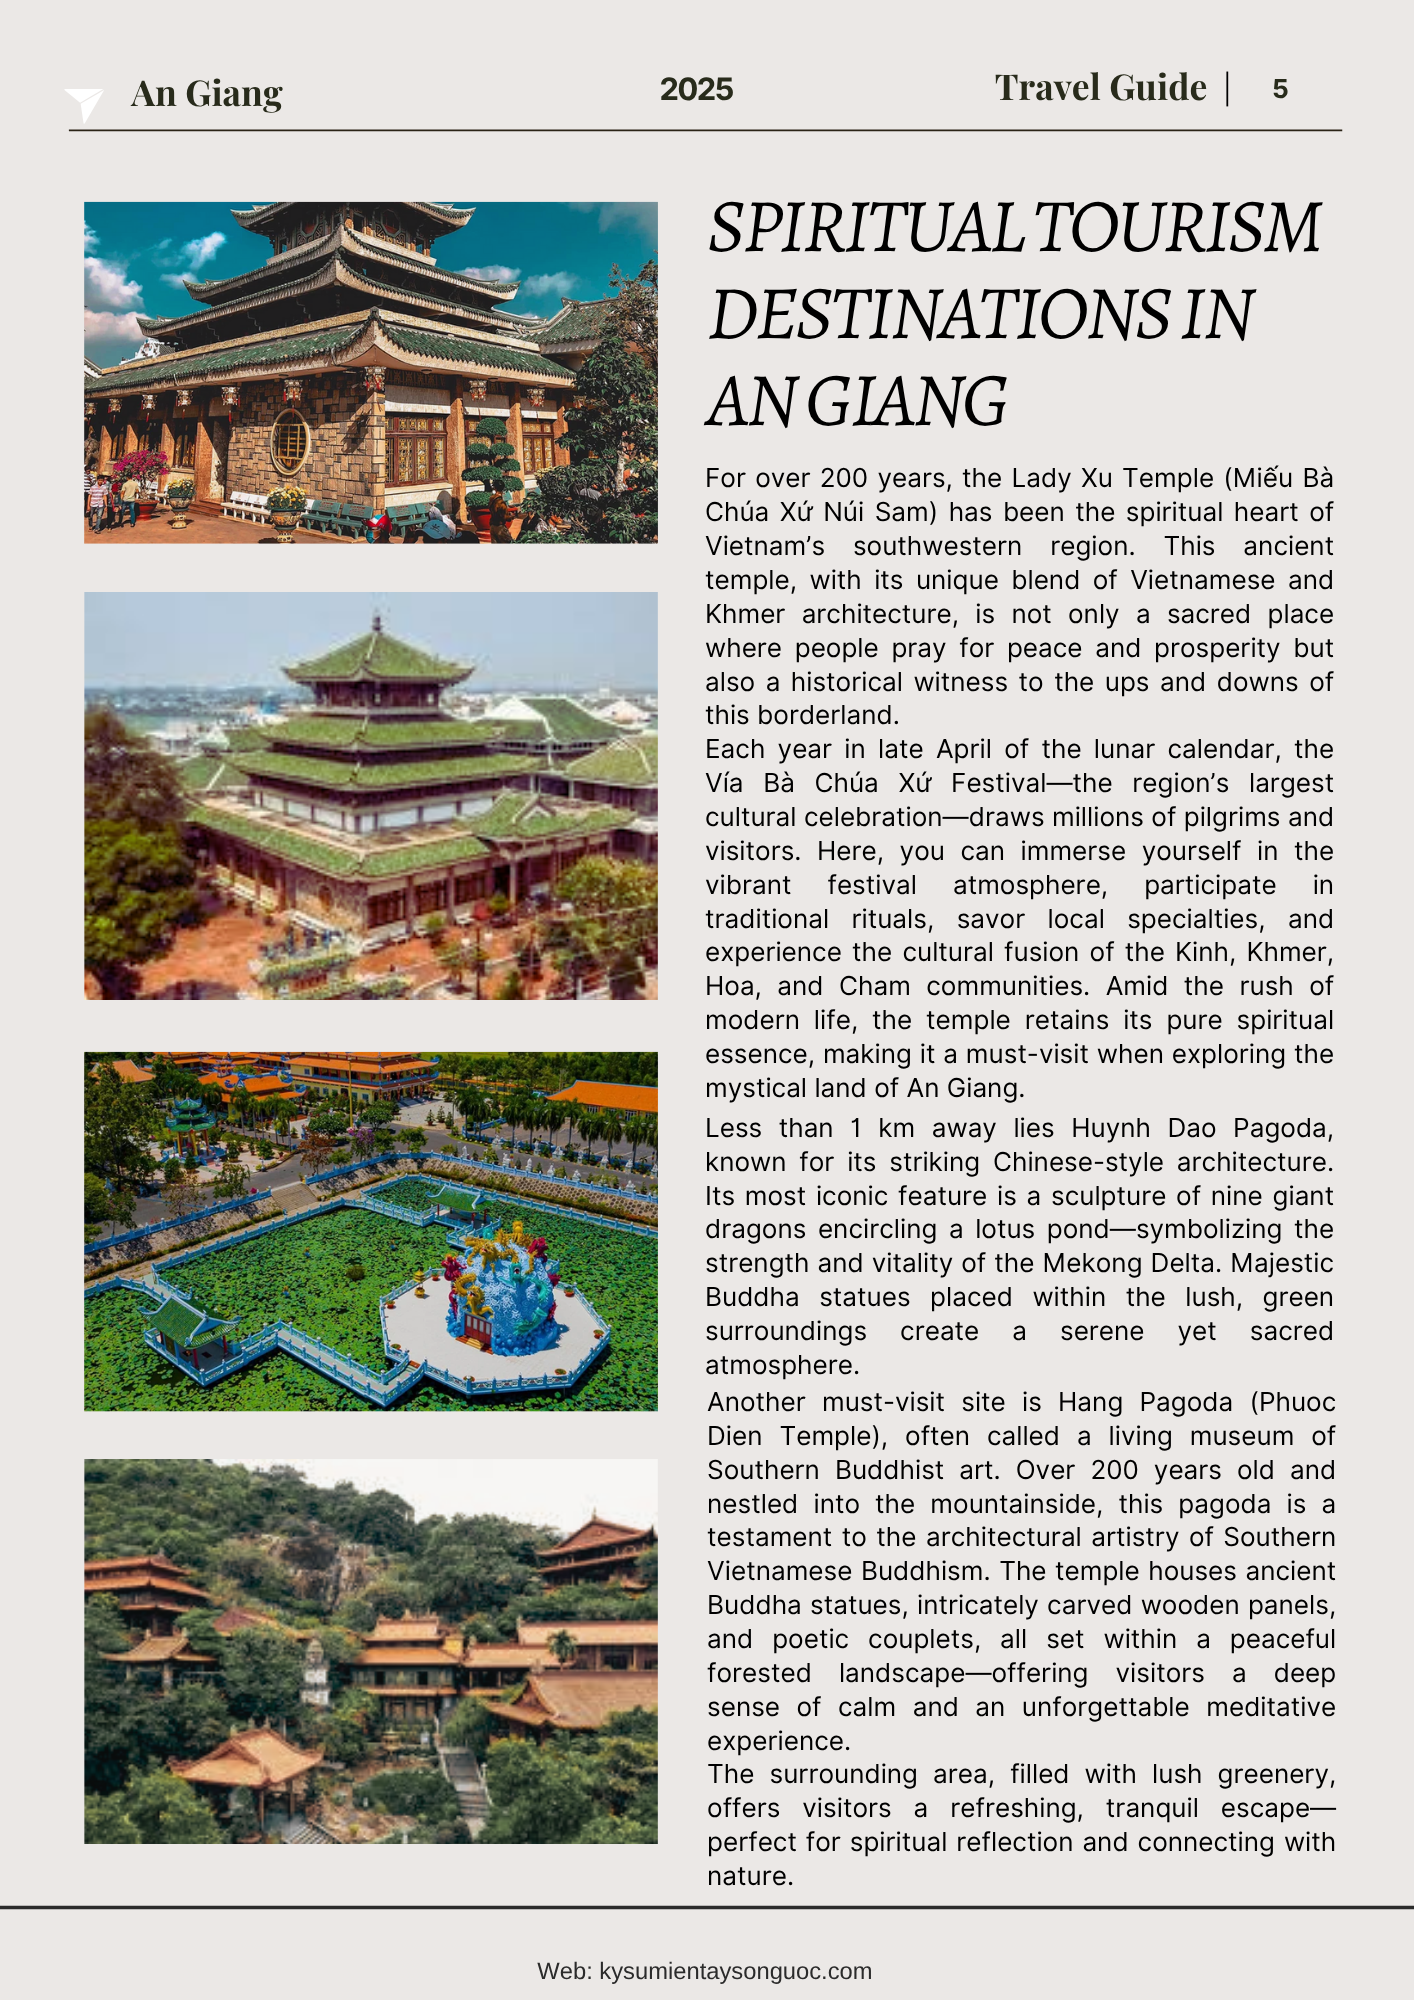 An Giang
2025
Travel Guide | 5
SPIRITUAL TOURISM
DESTINATIONS IN
AN GIANG
For over 200 years, the Lady Xu Temple (Miếu Bà
Chúa Xứ Núi Sam) has been the spiritual heart of
Vietnam’s southwestern region. This ancient
temple, with its unique blend of Vietnamese and
Khmer architecture, is not only a sacred place
where people pray for peace and prosperity but
also a historical witness to the ups and downs of
this borderland.
Each year in late April of the lunar calendar, the
Vía Bà Chúa Xứ Festival—the region’s largest
cultural celebration—draws millions of pilgrims and
visitors. Here, you can immerse yourself in the
vibrant festival atmosphere, participate in
traditional rituals, savor local specialties, and
experience the cultural fusion of the Kinh, Khmer,
Hoa, and Cham communities. Amid the rush of
modern life, the temple retains its pure spiritual
essence, making it a must-visit when exploring the
mystical land of An Giang.
Less than 1 km away lies Huynh Dao Pagoda,
known for its striking Chinese-style architecture.
Its most iconic feature is a sculpture of nine giant
dragons encircling a lotus pond—symbolizing the
strength and vitality of the Mekong Delta. Majestic
Buddha statues placed within the lush, green
surroundings create a serene yet sacred
atmosphere.
Another must-visit site is Hang Pagoda (Phuoc
Dien Temple), often called a living museum of
Southern Buddhist art. Over 200 years old and
nestled into the mountainside, this pagoda is a
testament to the architectural artistry of Southern
Vietnamese Buddhism. The temple houses ancient
Buddha statues, intricately carved wooden panels,
and poetic couplets, all set within a peaceful
forested landscape—offering visitors a deep
sense of calm and an unforgettable meditative
experience.
The surrounding area, filled with lush greenery,
offers visitors a refreshing, tranquil escape—
perfect for spiritual reflection and connecting with
nature.
Web: kysumientaysonguoc.com